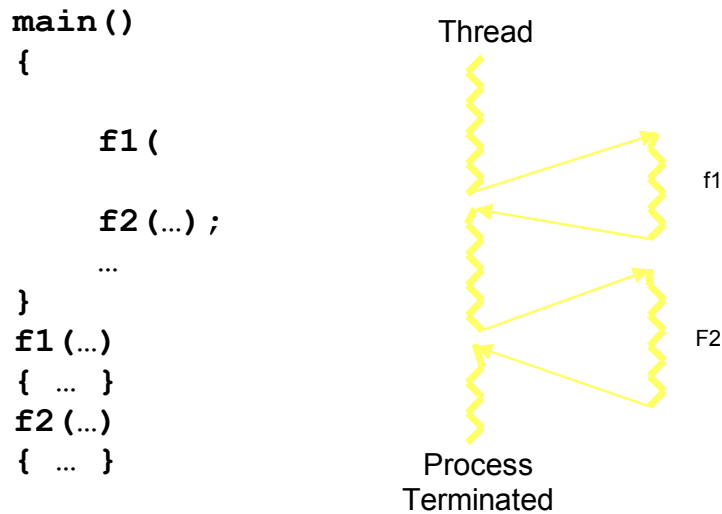 main()
{
f1(
f2(…);
…
}
f1(…)
{ … }
f2(…)
{ … }
Thread
f1
F2
Process
Terminated